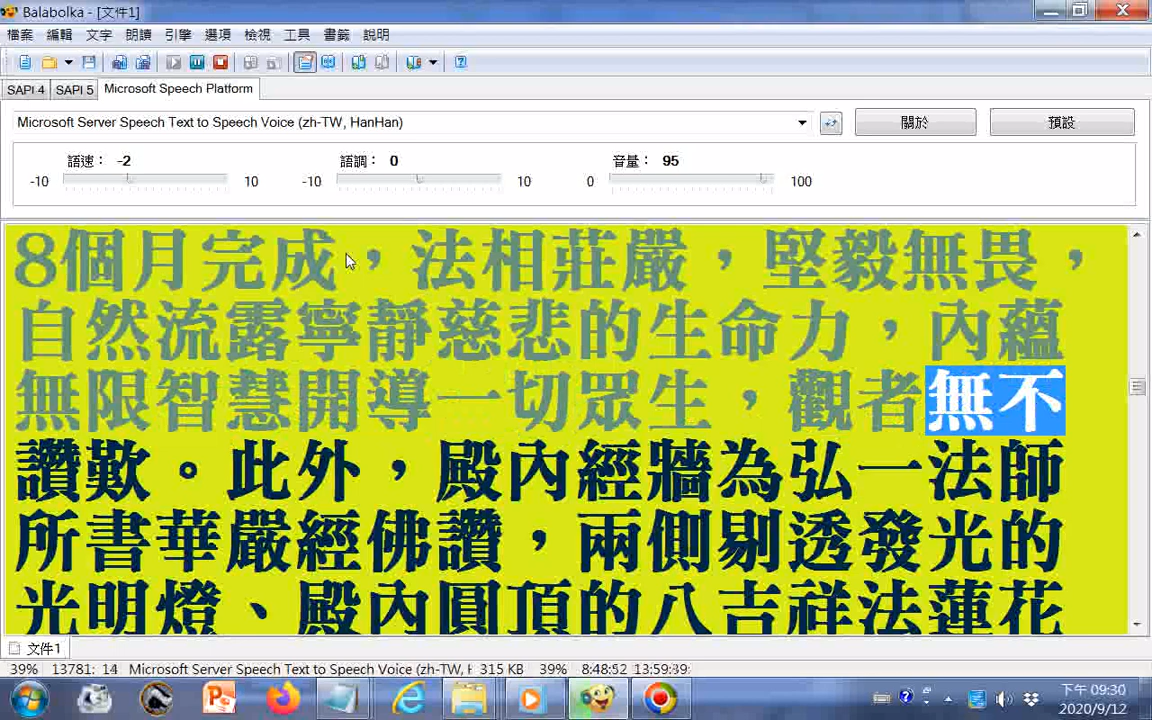 Balabolka - [文件1]
檔案 編輯 文字 朗讀 引擎 選項 檢視 工具 書籤 說明
SAPI 4 SAPI 5 Microsoft Speech Platform
Microsoft Server Speech Text to Speech Voice (zh-TW, HanHan) 關於 預設
語速： -2 語調： 0 音量： 95
-10 10 -10 10 0 100
8個月完成，法相莊嚴，堅毅無畏，
自然流露寧靜慈悲的生命力，內蘊
無限智慧開導一切眾生，觀者無不
讚歎。此外，殿內經牆為弘一法師
所書華嚴經佛讚，兩側剔透發光的
光明燈、殿內圓頂的八吉祥法蓮花
文件1
39% 13781: 14 Microsoft Server Speech Text to Speech Voice (zh-TW, H 315 KB 39% 8:48:52 13:59:39
下午 09:30
2020/9/12